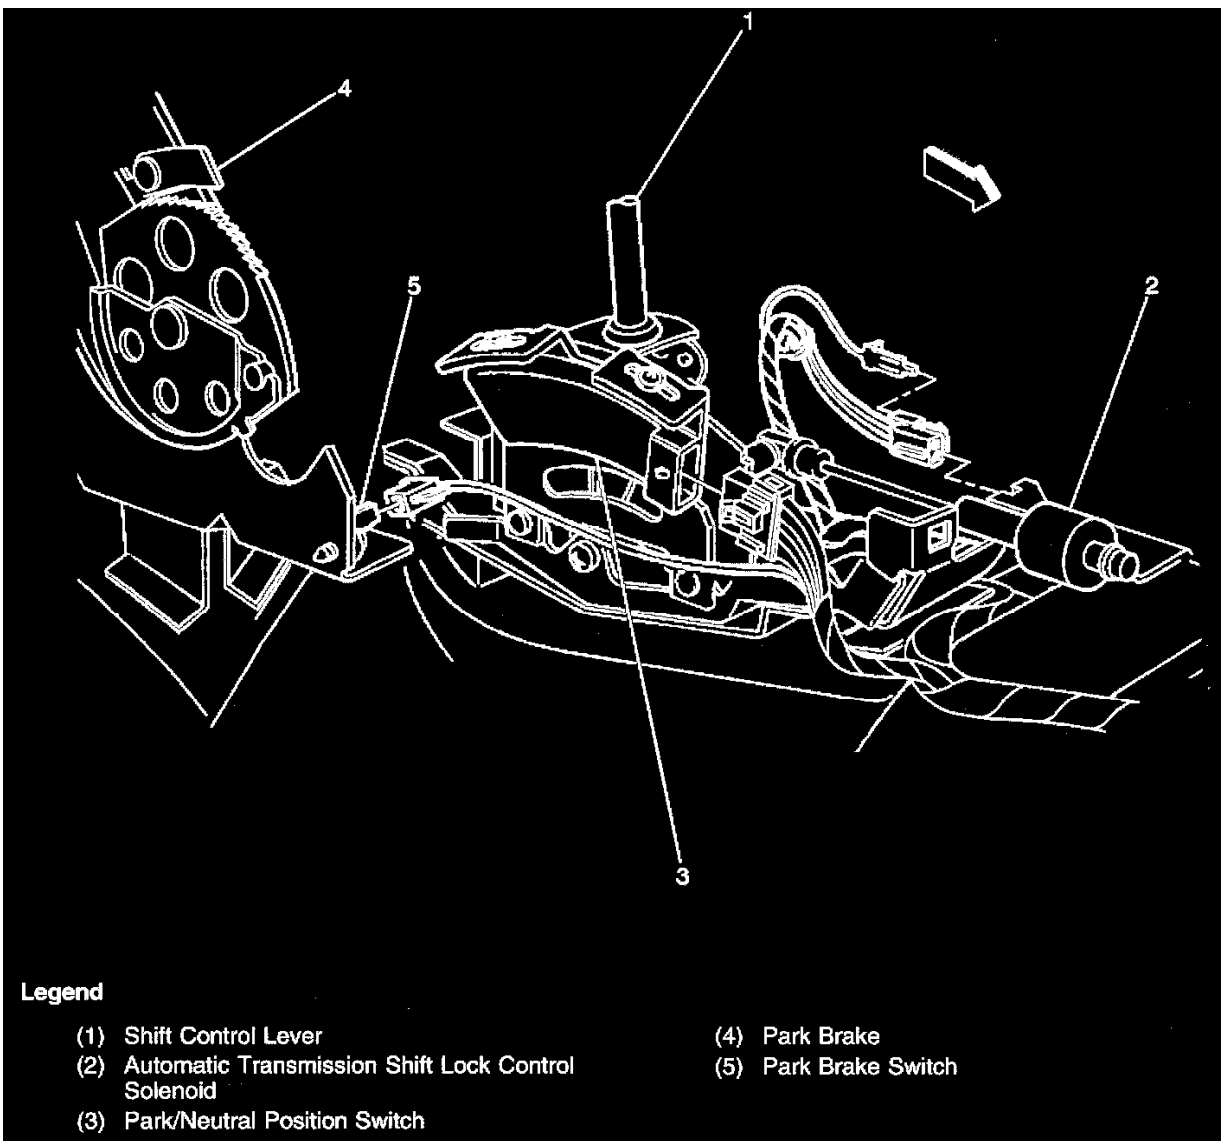 1
4
5
2
3
Legend
(1) Shift Control Lever
(2) Automatic Transmission Shift Lock Control
Solenoid
(3) Park/Neutral Position Switch
(4) Park Brake
(5) Park Brake Switch